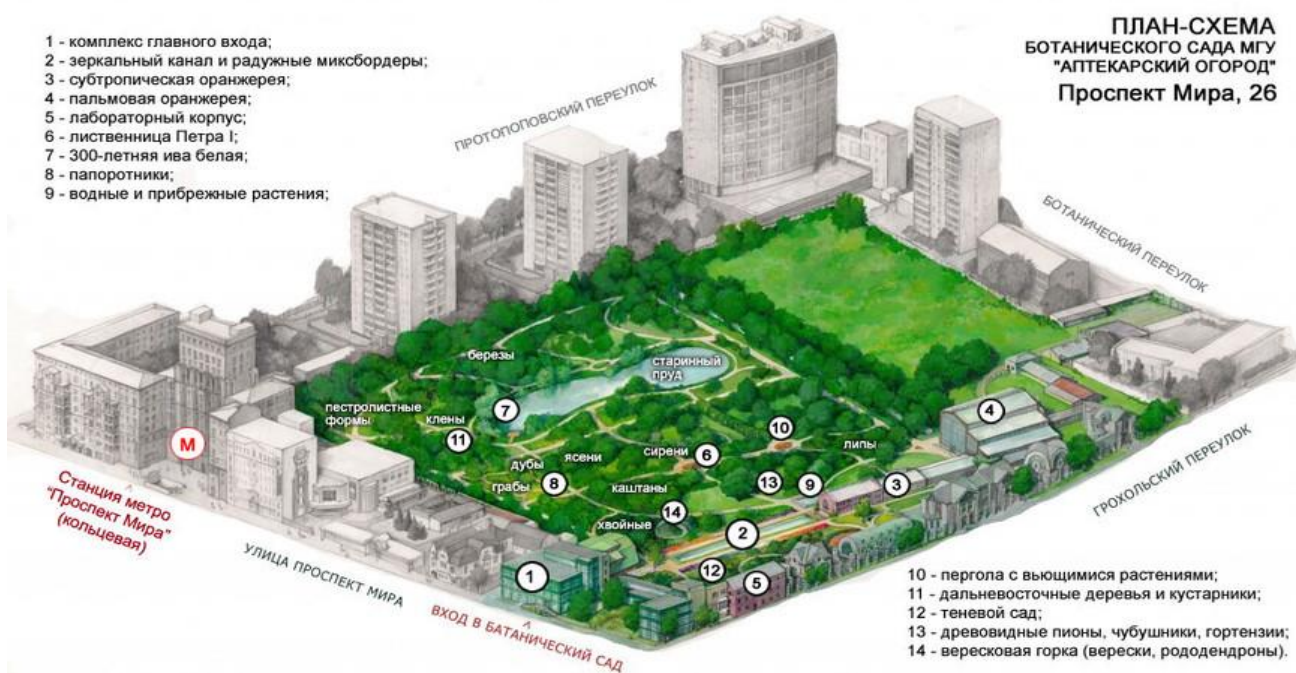 ПЛАН-СХЕМА
БОТАНИЧЕСКОГО САДА МГУ
"АПТЕКАРСКИЙ ОГОРОД"
Проспект Мира, 26
1 - комплекс главного входа;
2 - зеркальный канал и радужные миксбордеры;
3 - субтропическая оранжерея;
4 - пальмовая оранжерея;
5 - лабораторный корпус;
6 - лиственница Петра I;
7 - 300-летняя ива белая;
8 - папоротники;
9 - водные и прибрежные растения;
ПРОТОПОПОВСКИЙ ПЕРЕУЛОК
БОТАНИЧЕСКИЙ ПЕРЕУЛОК
березы
старинный
пруд
пестролистные
формы
клены
7
4
11
10
М
сирени
6
липы
дубы
ясени
грабы
8
каштаны
13
9
3
14
хвойные
2
12
1
5
Станция метро
"Проспект Мира"
(кольцевая)
УЛИЦА ПРОСПЕКТ МИРА
ВХОД В БАТАНИЧЕСКИЙ САД
ГРОХОЛЬСКИЙ ПЕРЕУЛОК
10 - пергола с вьющимися растениями;
11 - дальневосточные деревья и кустарники;
12 - теневой сад;
13 - древовидные пионы, чубушники, гортензии;
14 - вересковая горка (верески, рододендроны).